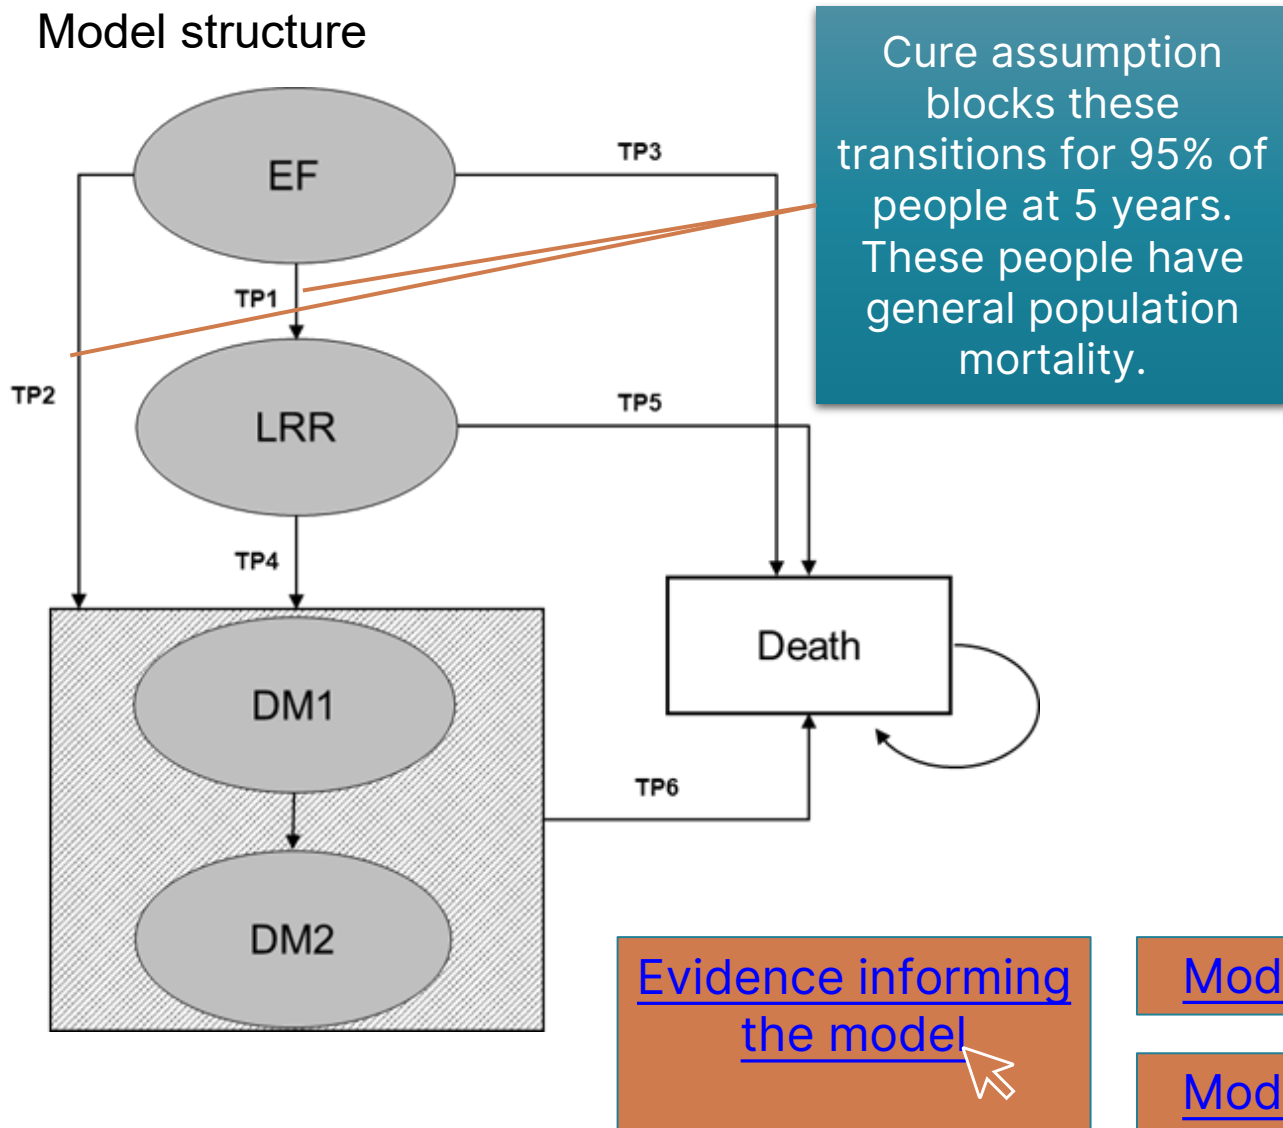 Model structure
Cure assumption
blocks these
transitions for 95% of
people at 5 years.
These people have
general population
mortality.
EF
TP3
TP1
TP2
LRR
TP5
TP4
DM1
Death
TP6
DM2
Evidence informing
the model
Mod
Mod